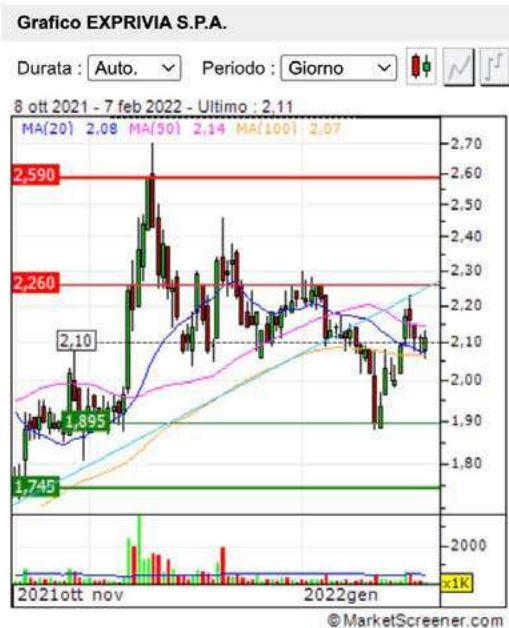 Grafico EXPRIVIA S.P.A.
Durata : Auto. Periodo : Giorno
8 ott 2021 - 7 feb 2022 - Ultimo : 2,11
MA(20) 2,08 MA(50) 2,14 MA(100) 2,07
2,70
2,60
2,590
2,50
2,40
2,30
2,260
2,20
2,10
2,10
2,00
1,90
1,895
1,80
1,745
2000
x1K
2021ott nov 2022gen
©MarketScreener.com